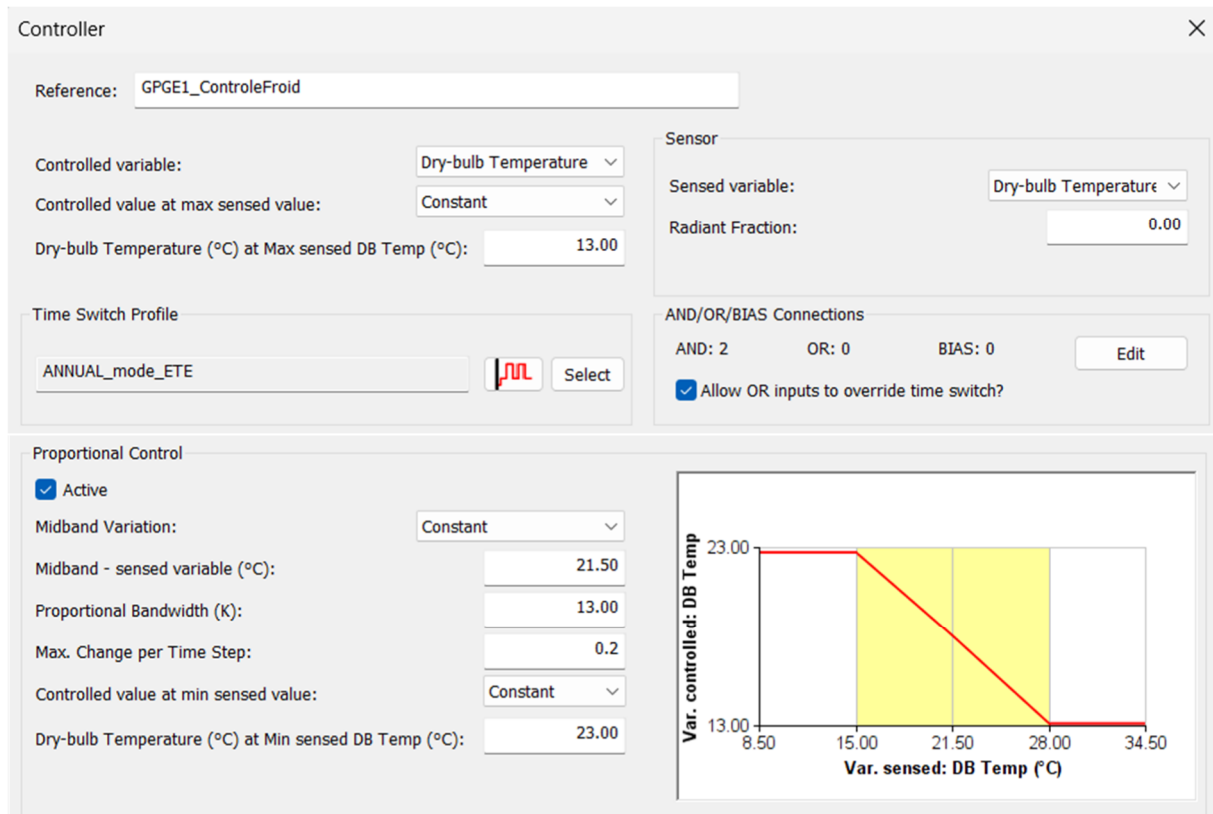 Controller
Reference: GPGE1_ControleFroid
Controlled variable: Dry-bulb Temperature
Controlled value at max sensed value: Constant
Dry-bulb Temperature (°C) at Max sensed DB Temp (°C): 13.00
Sensor
Sensed variable: Dry-bulb Temperature
Radiant Fraction: 0.00
Time Switch Profile
ANNUAL_mode_ETE Select
AND/OR/BIAS Connections
AND: 2 OR: 0 BIAS: 0 Edit
Allow OR inputs to override time switch?
Proportional Control
Active
Midband Variation: Constant
Midband - sensed variable (°C): 21.50
Proportional Bandwidth (K): 13.00
Max. Change per Time Step: 0.2
Controlled value at min sensed value: Constant
Dry-bulb Temperature (°C) at Min sensed DB Temp (°C): 23.00
Var. controlled: DB Temp
23.00
13.00
8.50 15.00 21.50 28.00 34.50
Var. sensed: DB Temp (°C)